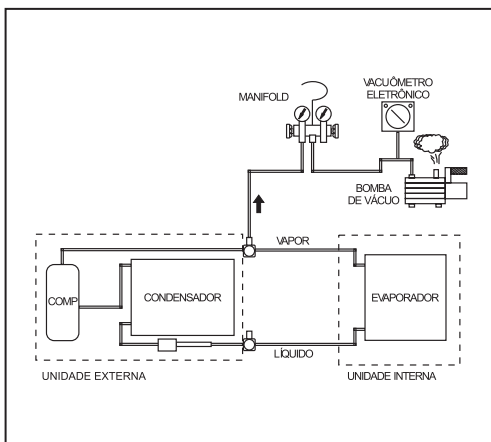 MANIFOLD
VACUÔMETRO
ELETRÔNICO
BOMBA
DE VÁCUO
VAPOR
COMP
CONDENSADOR
EVAPORADOR
LÍQUIDO
UNIDADE EXTERNA
UNIDADE INTERNA